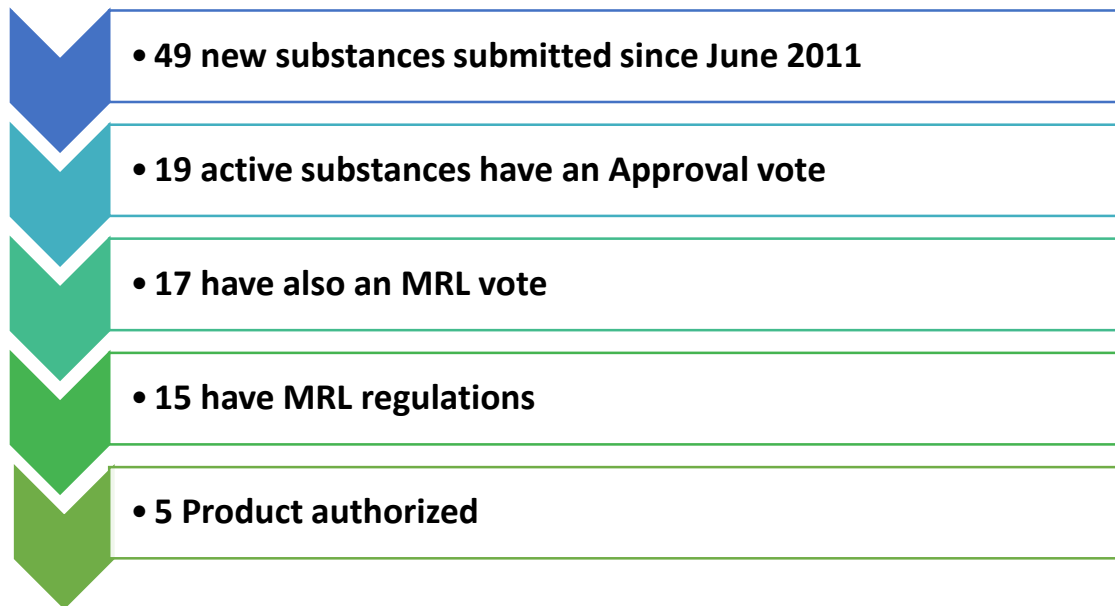 • 49 new substances submitted since June 2011
• 19 active substances have an Approval vote
• 17 have also an MRL vote
• 15 have MRL regulations
• 5 Product authorized